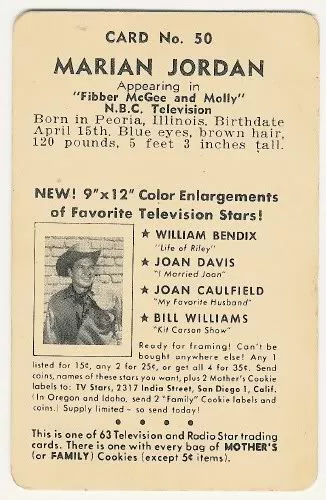 CARD No. 50
MARIAN JORDAN
Appearing in
"Fibber McGee and Molly"
N.B.C. Television
Born in Peoria, Illinois. Birthdate
April 15th. Blue eyes, brown hair,
120 pounds, 5 feet 3 inches tall.
NEW! 9"x12" Color Enlargements
of Favorite Television Stars!
★ WILLIAM BENDIX
"Life of Riley"
★ JOAN DAVIS
"I Married Joan"
★ JOAN CAULFIELD
"My Favorite Husband"
★ BILL WILLIAMS
"Kit Carson Show"
Ready for framing! Can't be
bought anywhere else! Any 1
listed for 15¢, any 2 for 25¢, or get all 4 for 35¢. Send
coins, names of these stars you want, plus 2 Mother's Cookie
labels to: TV Stars, 2317 India Street, San Diego 1, Calif.
(In Oregon and Idaho, send 2 "Family" Cookie labels and
coins.) Supply limited – so send today!
• • • •
This is one of 63 Television and Radio Star trading
cards. There is one with every bag of MOTHER'S
(or FAMILY) Cookies (except 5¢ items).